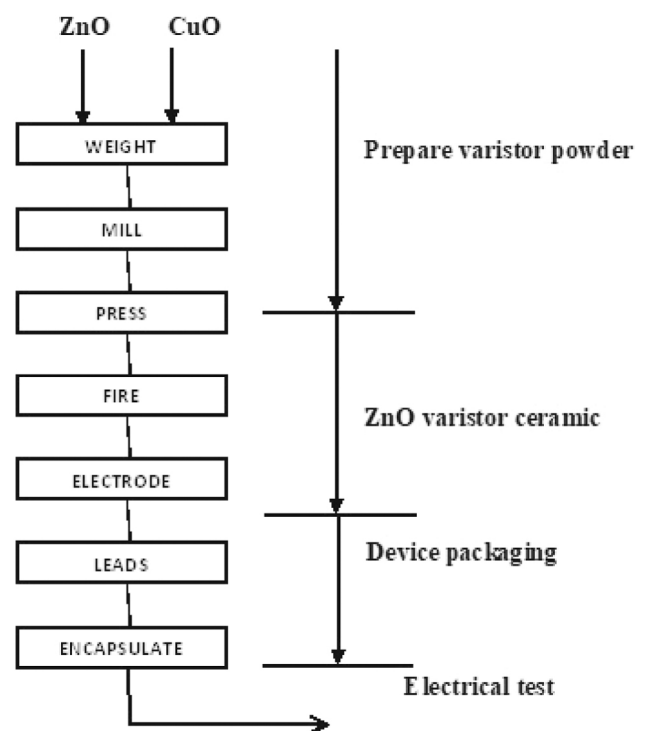 ZnO CuO
WEIGHT
Prepare varistor powder
MILL
PRESS
FIRE
ZnO varistor ceramic
ELECTRODE
Device packaging
LEADS
ENCAPSULATE
Electrical test